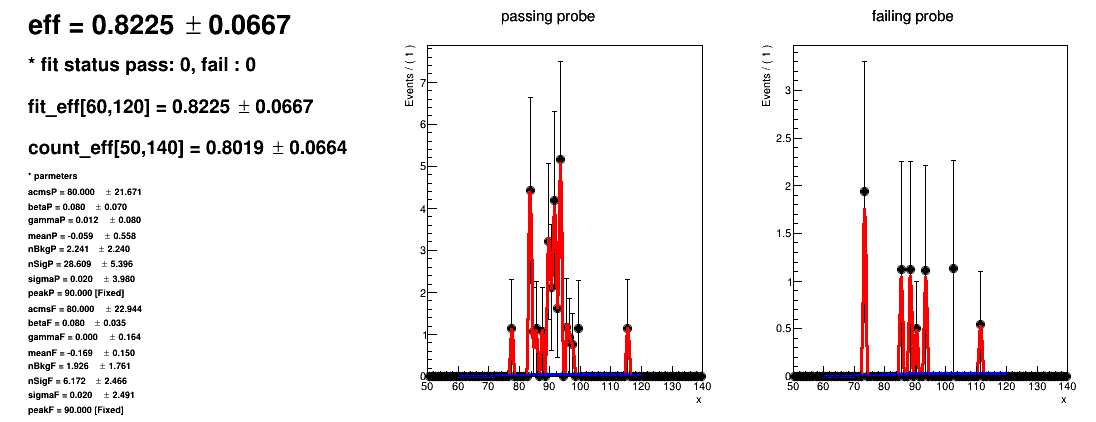 eff = 0.8225 ± 0.0667
* fit status pass: 0, fail : 0
fit_eff[60,120] = 0.8225 ± 0.0667
count_eff[50,140] = 0.8019 ± 0.0664
* parmeters
acmsP = 80.000 ± 21.671
betaP = 0.080 ± 0.070
gammaP = 0.012 ± 0.080
meanP = -0.059 ± 0.558
nBkgP = 2.241 ± 2.240
nSigP = 28.609 ± 5.396
sigmaP = 0.020 ± 3.980
peakP = 90.000 [Fixed]
acmsF = 80.000 ± 22.944
betaF = 0.080 ± 0.035
gammaF = 0.000 ± 0.164
meanF = -0.169 ± 0.150
nBkgF = 1.926 ± 1.761
nSigF = 6.172 ± 2.466
sigmaF = 0.020 ± 2.491
peakF = 90.000 [Fixed]
passing probe
Events / ( 1 )
7
6
5
4
3
2
1
0
50 60 70 80 90 100 110 120 130 140
x
failing probe
Events / ( 1 )
3
2.5
2
1.5
1
0.5
0
50 60 70 80 90 100 110 120 130 140
x